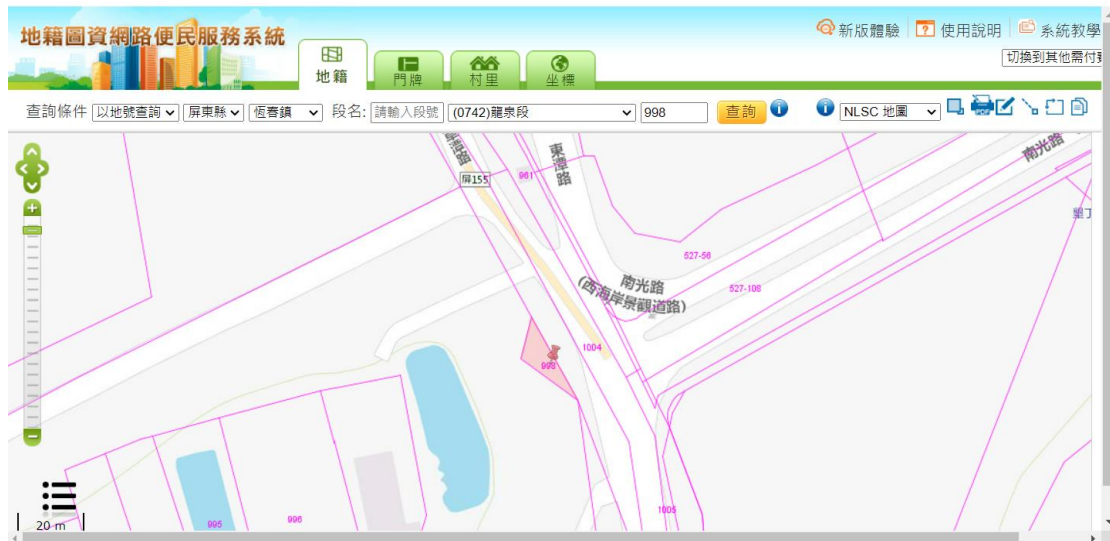 地籍圖資網路便民服務系統
新版體驗 使用說明 系統教學
切換到其他需付費
地籍 門牌 村里 坐標
查詢條件 以地號查詢 屏東縣 恆春鎮 段名: 請輸入段號 (0742)龍泉段 998 查詢 NLSC 地圖
屏155
961
東潭路
南光路
墾丁
527-56
南光路
(西海岸景觀道路)
527-108
1004
998
995
996
1005
20 m